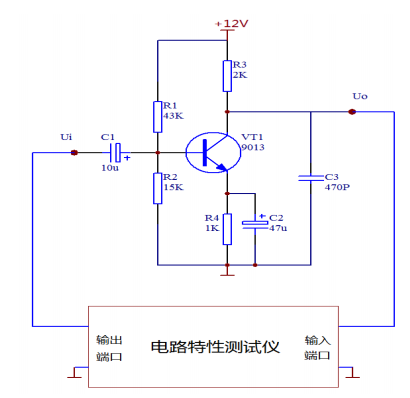 +12V
R3
2K
Uo
R1
43K
VT1
9013
Ui
C1
+
10u
R2
15K
C3
470P
R4
1K
+
C2
47u
输出
端口
电路特性测试仪
输入
端口